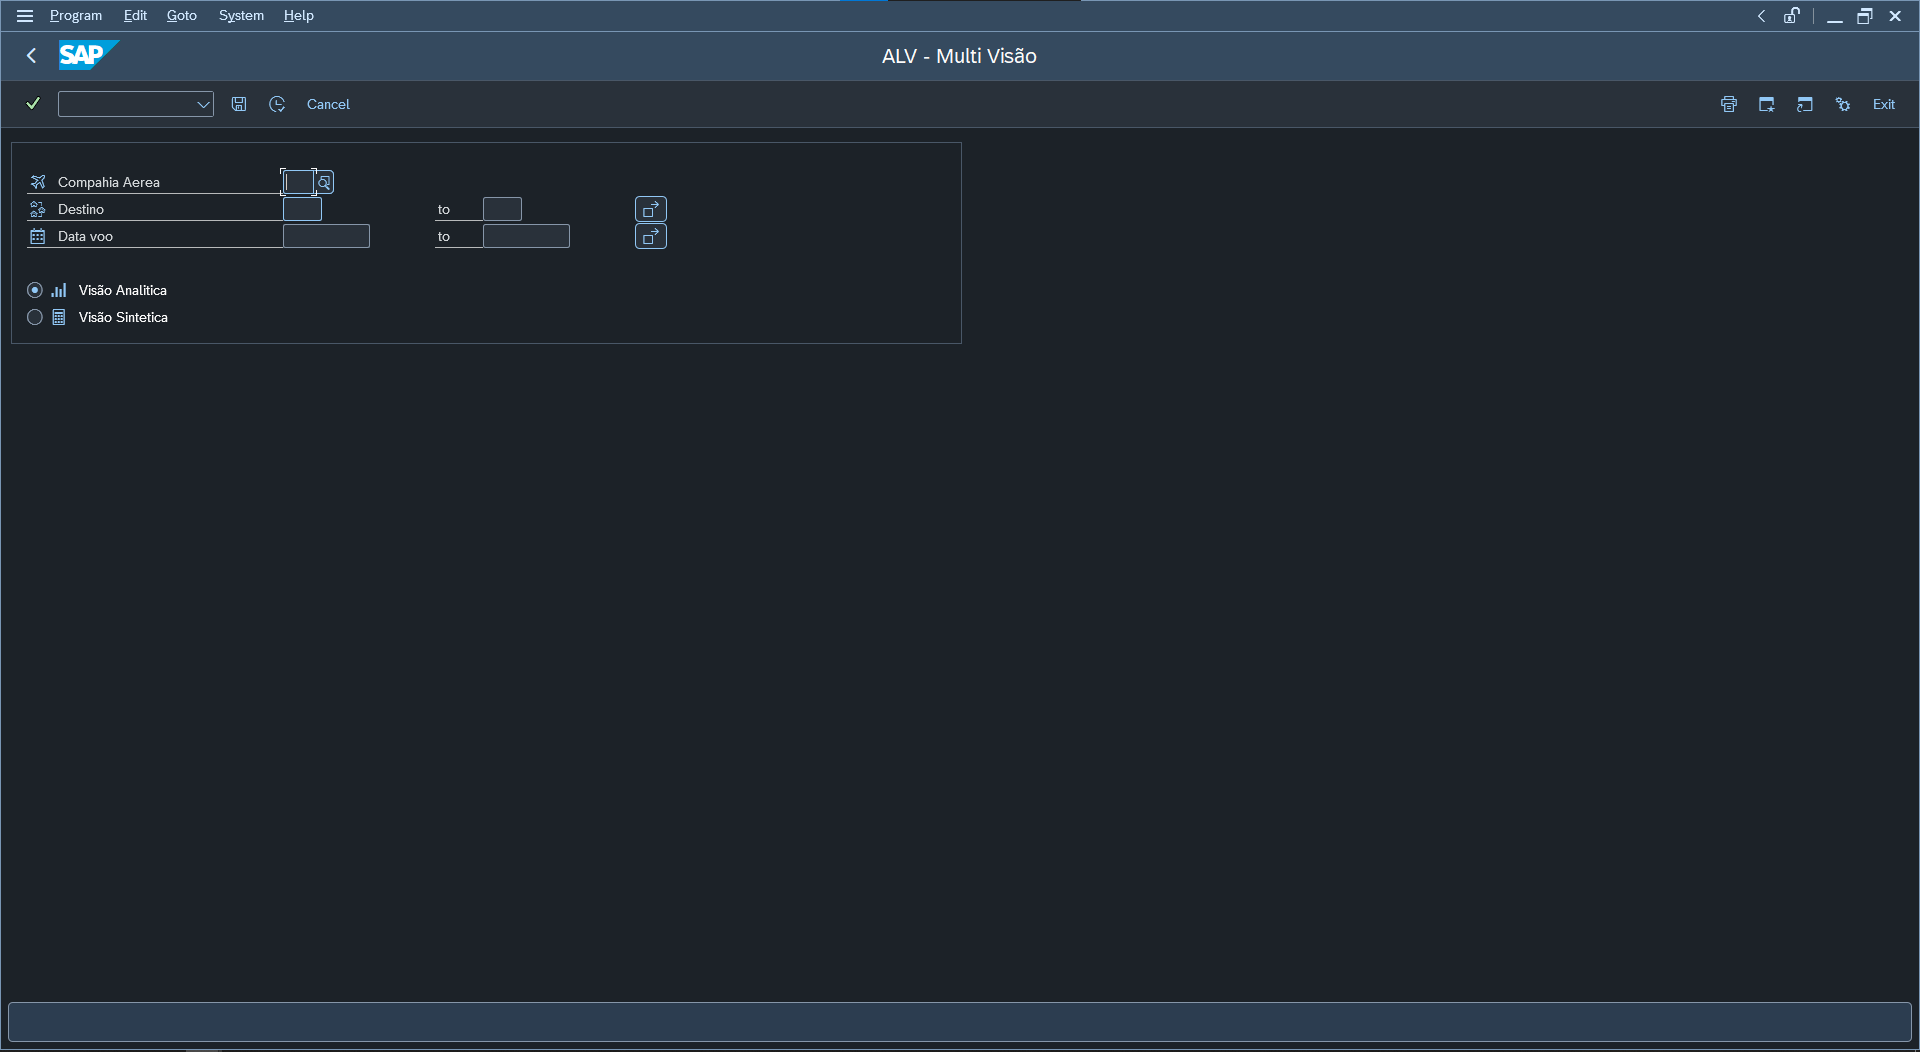 Program Edit Goto System Help
SAP ALV - Multi Visão
Cancel Exit
Compahia Aerea
Destino to
Data voo to
Visão Analitica
Visão Sintetica